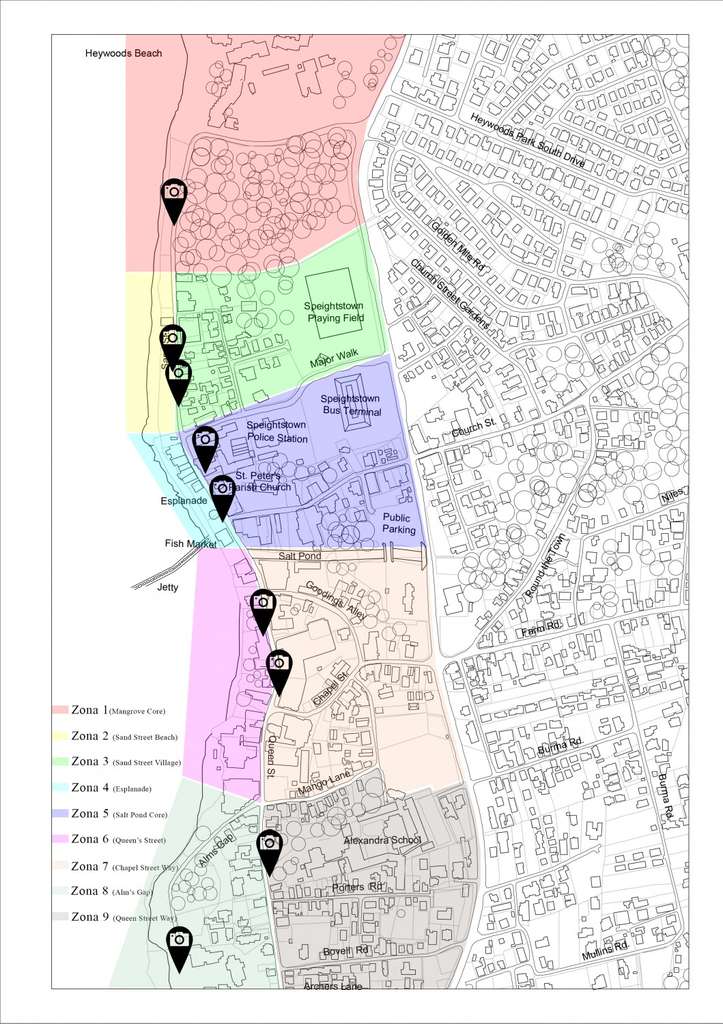 Heywoods Beach
Heywoods Park South Drive
Golden Mile Rd
Church Street Gardens
Speightstown
Playing Field
Major Walk
Speightstown
Bus Terminal
Speightstown
Police Station
Church St.
St. Peter's
Parish Church
Esplanade
Niles
Public
Parking
Fish Market
Salt Pond
Jetty
Round the Town
Goodings Alley
Farm Rd.
Chapel St.
Queen St.
Burma Rd.
Burma Rd.
Mango Lane
Zona 1 (Mangrove Core)
Zona 2 (Sand Street Beach)
Zona 3 (Sand Street Village)
Zona 4 (Esplanade)
Zona 5 (Salt Pond Core)
Zona 6 (Queen's Street)
Zona 7 (Chapel Street Way)
Zona 8 (Alm's Gap)
Zona 9 (Queen Street Way)
Alms Gap
Alexandra School
Porters Rd
Bovell Rd
Mullins Rd
Archers Lane